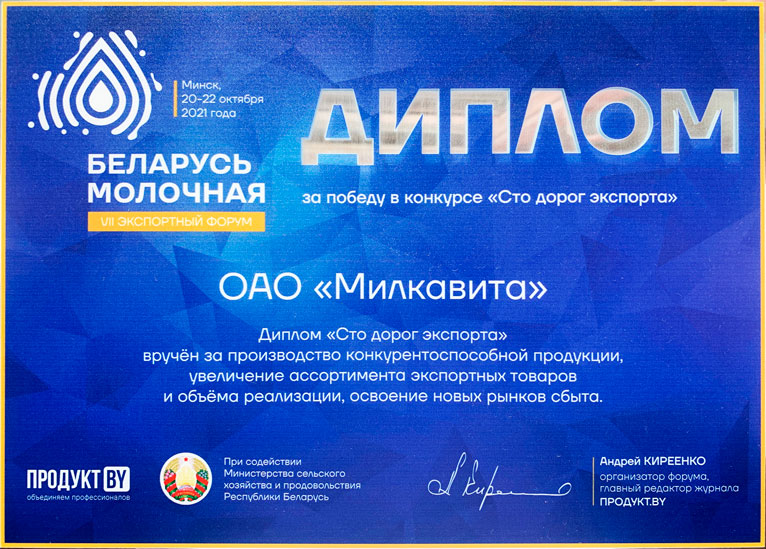 Минск,
20-22 октября
2021 года
БЕЛАРУСЬ
МОЛОЧНАЯ
VII ЭКСПОРТНЫЙ ФОРУМ
ДИПЛОМ
за победу в конкурсе «Сто дорог экспорта»
ОАО «Милкавита»
Диплом «Сто дорог экспорта»
вручён за производство конкурентоспособной продукции,
увеличение ассортимента экспортных товаров
и объёма реализации, освоение новых рынков сбыта.
ПРОДУКТ BY
объединяем профессионалов
При содействии
Министерства сельского
хозяйства и продовольствия
Республики Беларусь
А. Кирее
Андрей КИРЕЕНКО
организатор форума,
главный редактор журнала
ПРОДУКТ.BY